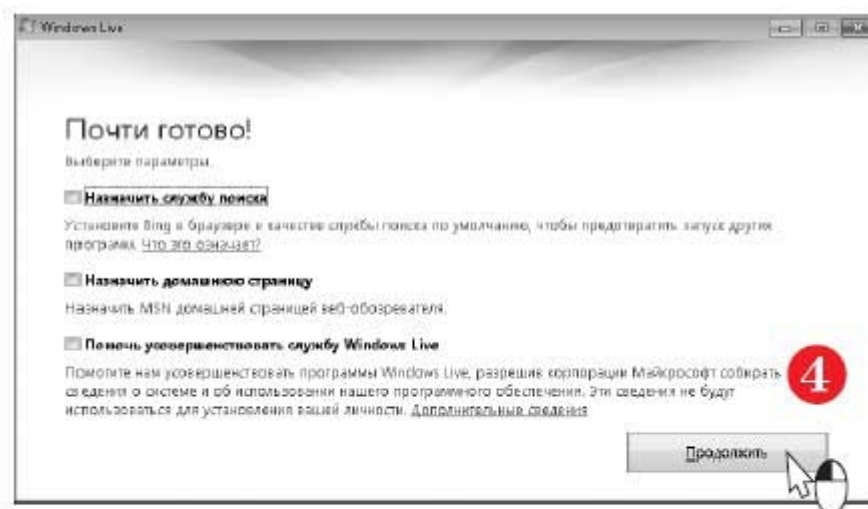 Windows Live
Почти готово!
Выберите параметры.
Назначить службу поиска
Установите Bing в браузере в качестве службы поиска по умолчанию, чтобы предотвратить запуск других
программ. Что это означает?
Назначить домашнюю страницу
Назначить MSN домашней страницей веб-обозревателя.
Помочь усовершенствовать службу Windows Live
Помогите нам усовершенствовать программы Windows Live, разрешив корпорации Майкрософт собирать
сведения о системе и об использовании нашего программного обеспечения. Эти сведения не будут
использоваться для установления вашей личности. Дополнительные сведения
4
Продолжить